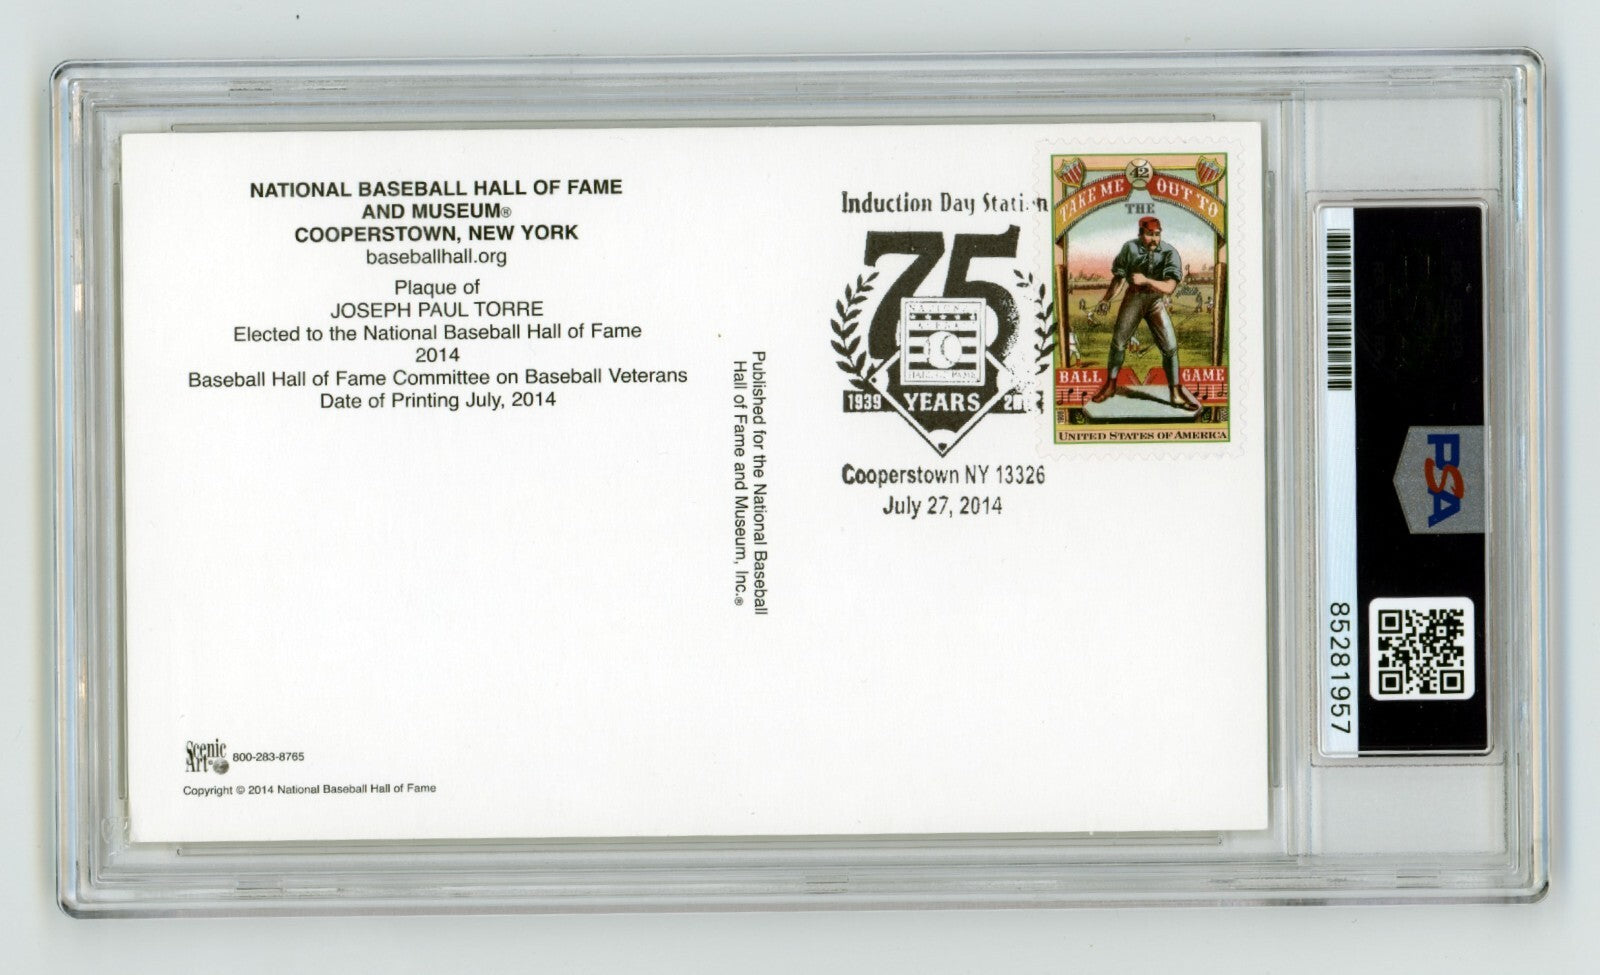 NATIONAL BASEBALL HALL OF FAME
AND MUSEUM®
COOPERSTOWN, NEW YORK
baseballhall.org
Plaque of
JOSEPH PAUL TORRE
Elected to the National Baseball Hall of Fame
2014
Baseball Hall of Fame Committee on Baseball Veterans
Date of Printing July, 2014
Scenic
Art
800-283-8765
Copyright © 2014 National Baseball Hall of Fame
Published for the National Baseball
Hall of Fame and Museum, Inc.®
Induction Day Station
75
NATIONAL
HALL OF FAME
1939 YEARS
Cooperstown NY 13326
July 27, 2014
42
TAKE ME OUT TO
THE
BALL GAME
UNITED STATES OF AMERICA
PSA
85281957